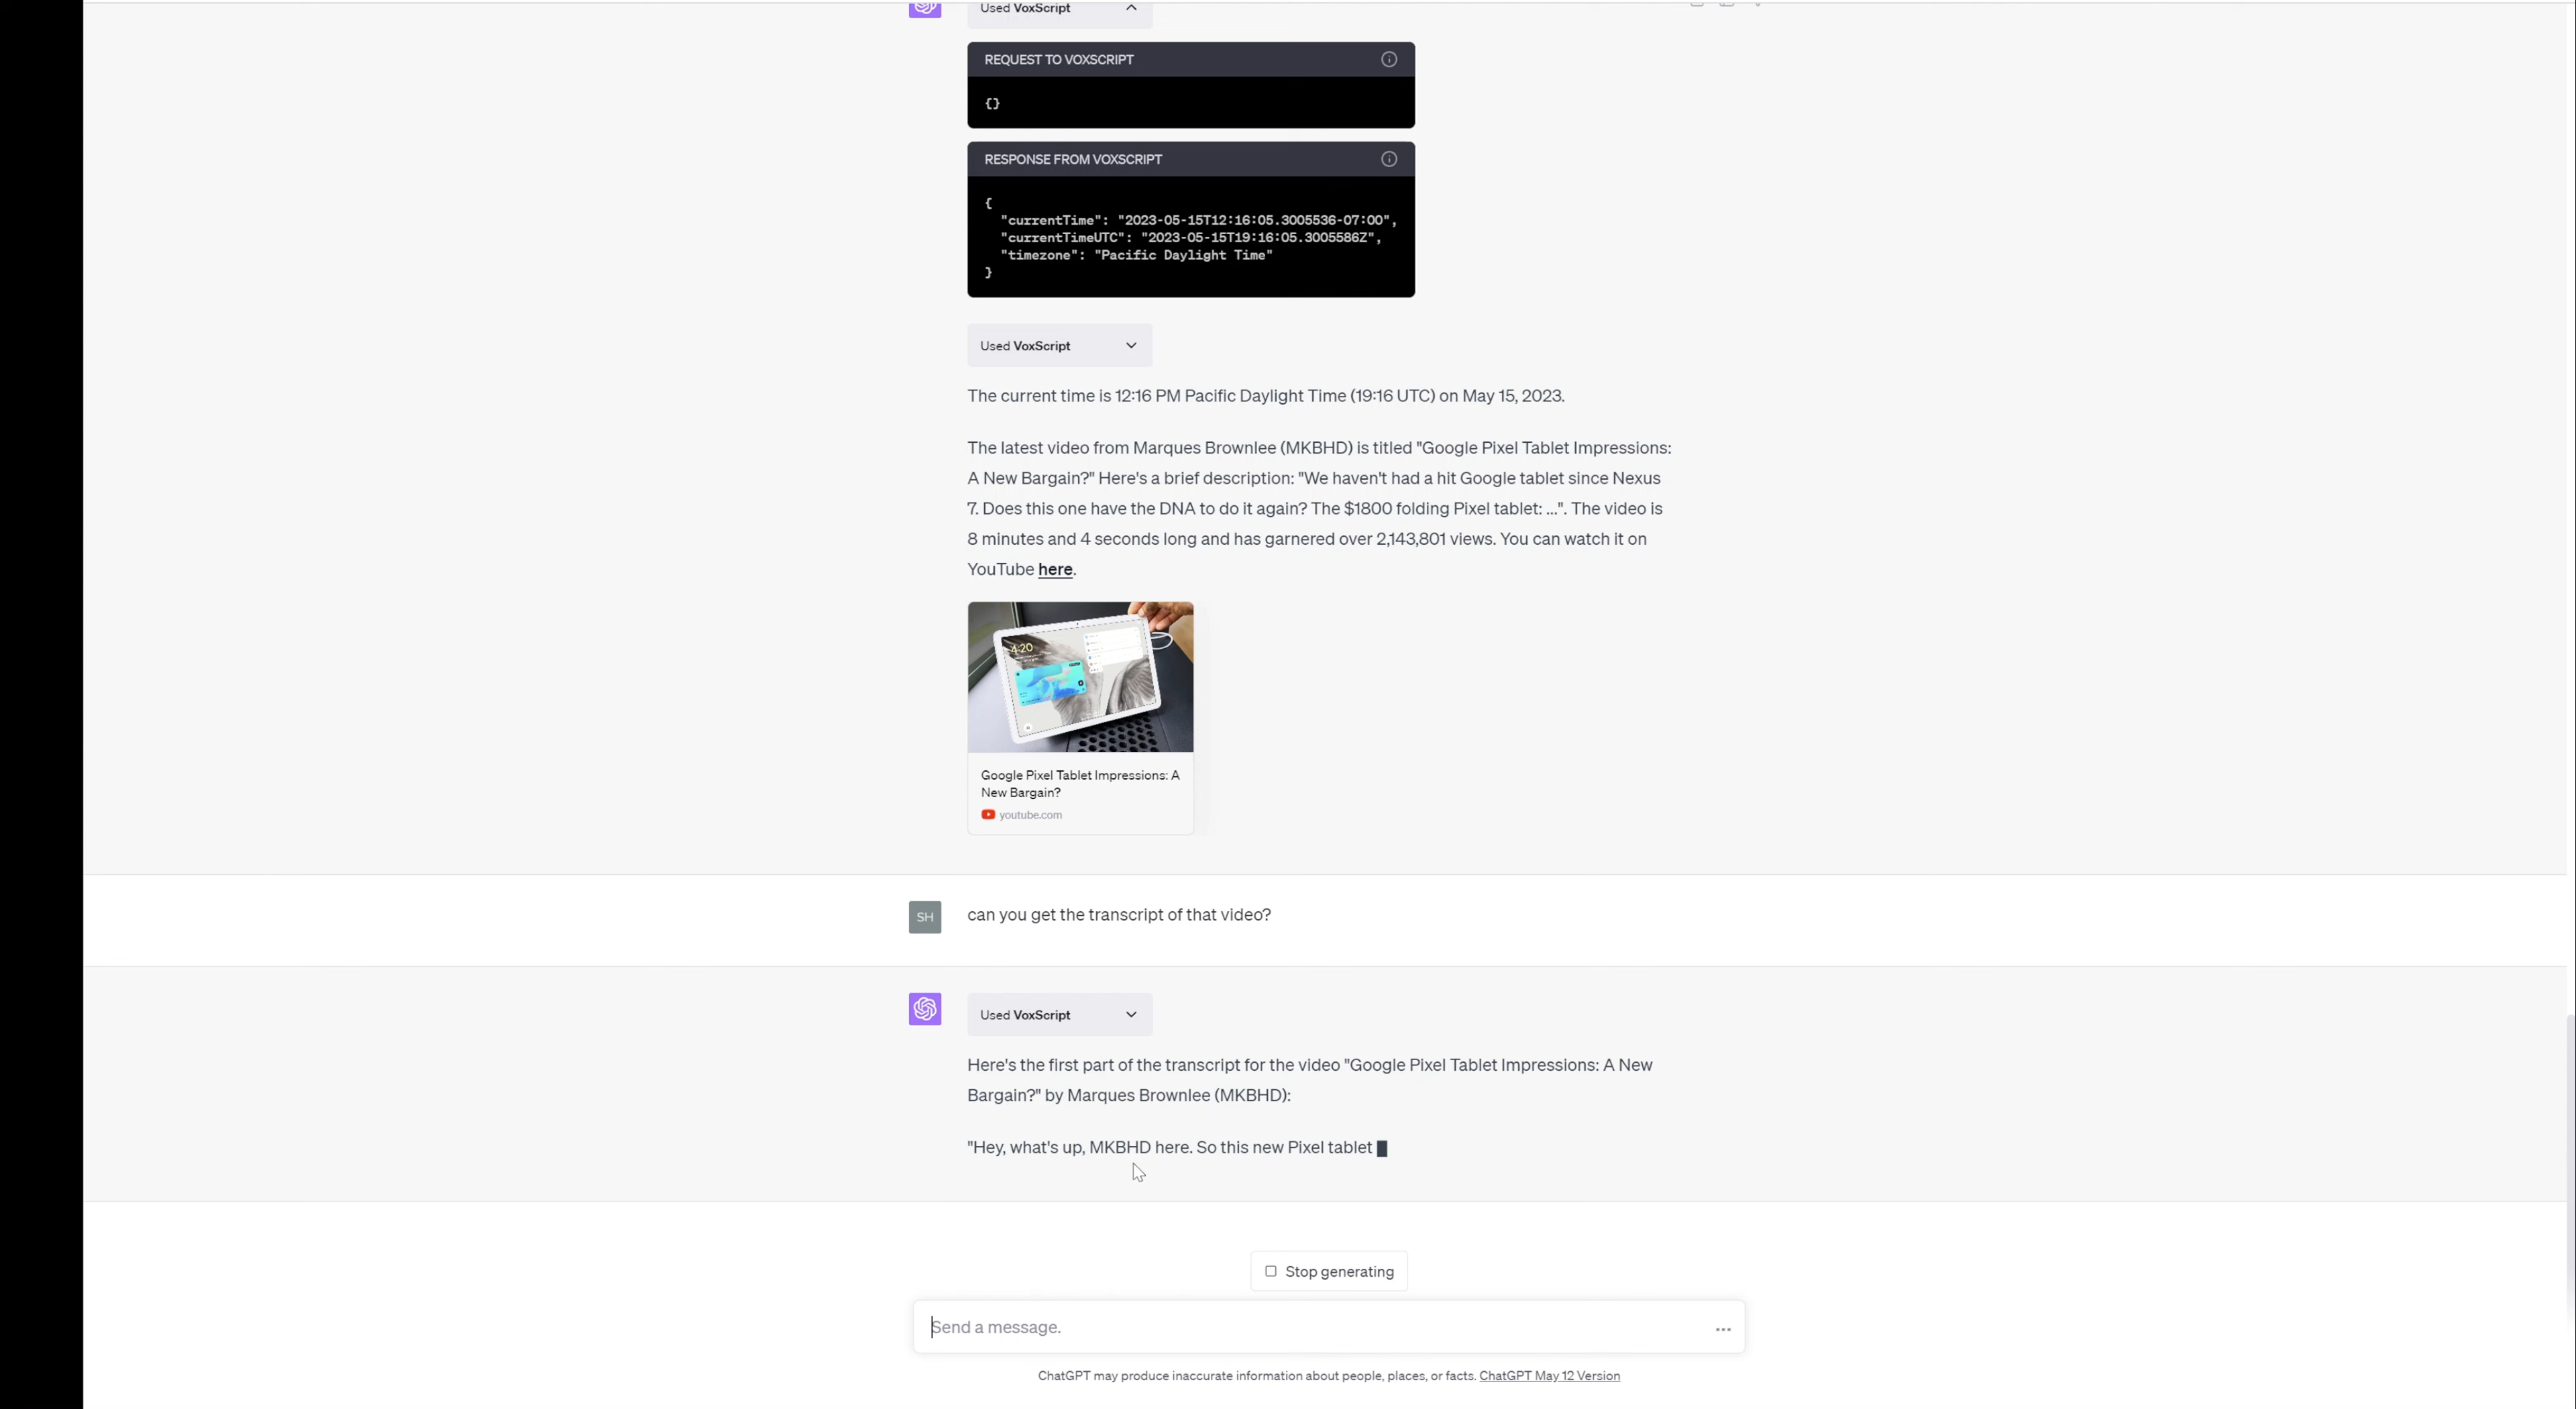 Used VoxScript
REQUEST TO VOXSCRIPT
{}
RESPONSE FROM VOXSCRIPT
{
"currentTime": "2023-05-15T12:16:05.3005536-07:00",
"currentTimeUTC": "2023-05-15T19:16:05.3005586Z",
"timezone": "Pacific Daylight Time"
}
Used VoxScript
The current time is 12:16 PM Pacific Daylight Time (19:16 UTC) on May 15, 2023.
The latest video from Marques Brownlee (MKBHD) is titled "Google Pixel Tablet Impressions:
A New Bargain?" Here's a brief description: "We haven't had a hit Google tablet since Nexus
7. Does this one have the DNA to do it again? The $1800 folding Pixel tablet: ...". The video is
8 minutes and 4 seconds long and has garnered over 2,143,801 views. You can watch it on
YouTube here.
4:20
Google Pixel Tablet Impressions: A
New Bargain?
youtube.com
SH
can you get the transcript of that video?
Used VoxScript
Here's the first part of the transcript for the video "Google Pixel Tablet Impressions: A New
Bargain?" by Marques Brownlee (MKBHD):
"Hey, what's up, MKBHD here. So this new Pixel tablet
Stop generating
Send a message.
ChatGPT may produce inaccurate information about people, places, or facts. ChatGPT May 12 Version